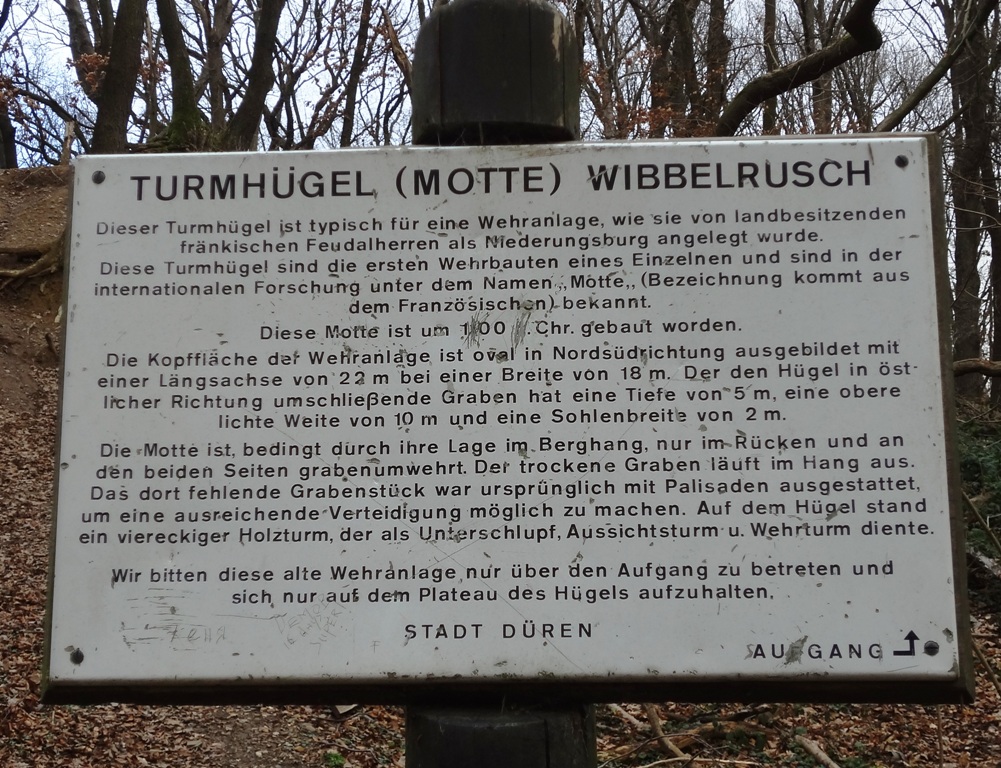 TURMHÜGEL (MOTTE) WIBBELRUSCH
Dieser Turmhügel ist typisch für eine Wehranlage, wie sie von landbesitzenden
fränkischen Feudalherren als Niederungsburg angelegt wurde.
Diese Turmhügel sind die ersten Wehrbauten eines Einzelnen und sind in der
internationalen Forschung unter dem Namen „Motte„ (Bezeichnung kommt aus
dem Französischen) bekannt.
Diese Motte ist um 1100 Chr. gebaut worden.
Die Kopffläche der Wehranlage ist oval in Nordsüdrichtung ausgebildet mit
einer Längsachse von 22 m bei einer Breite von 18 m. Der den Hügel in öst-
licher Richtung umschließende Graben hat eine Tiefe von 5 m, eine obere
lichte Weite von 10 m und eine Sohlenbreite von 2 m.
Die Motte ist, bedingt durch ihre Lage im Berghang, nur im Rücken und an
den beiden Seiten grabenumwehrt. Der trockene Graben läuft im Hang aus.
Das dort fehlende Grabenstück war ursprünglich mit Palisaden ausgestattet,
um eine ausreichende Verteidigung möglich zu machen. Auf dem Hügel stand
ein viereckiger Holzturm, der als Unterschlupf, Aussichtsturm u. Wehrturm diente.
Wir bitten diese alte Wehranlage nur über den Aufgang zu betreten und
sich nur auf dem Plateau des Hügels aufzuhalten.
STADT DÜREN
AUFGANG